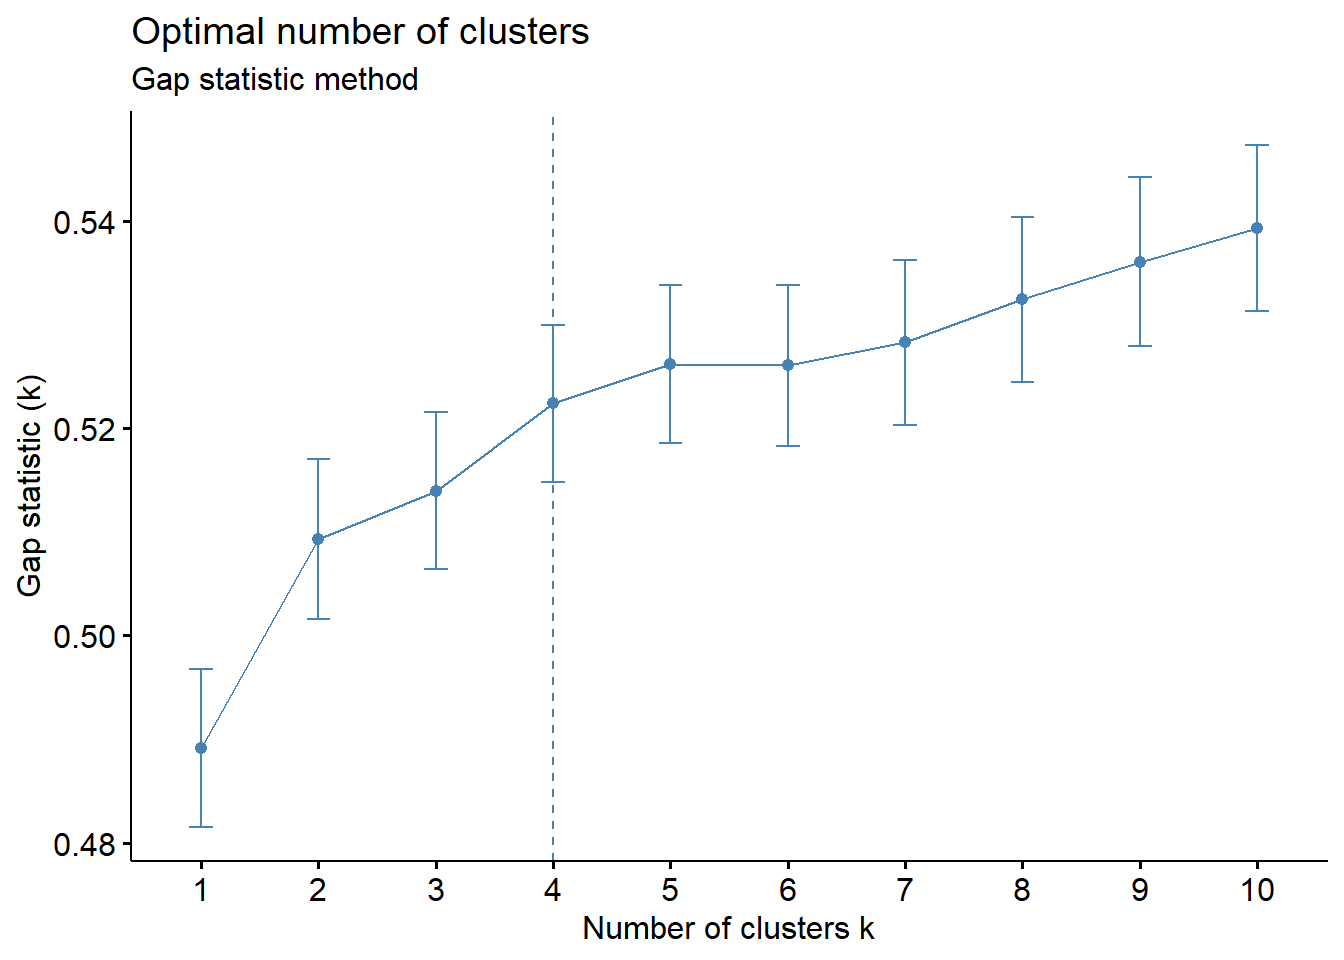 Optimal number of clusters
Gap statistic method
Gap statistic (k)
0.54
0.52
0.50
0.48
1 2 3 4 5 6 7 8 9 10
Number of clusters k